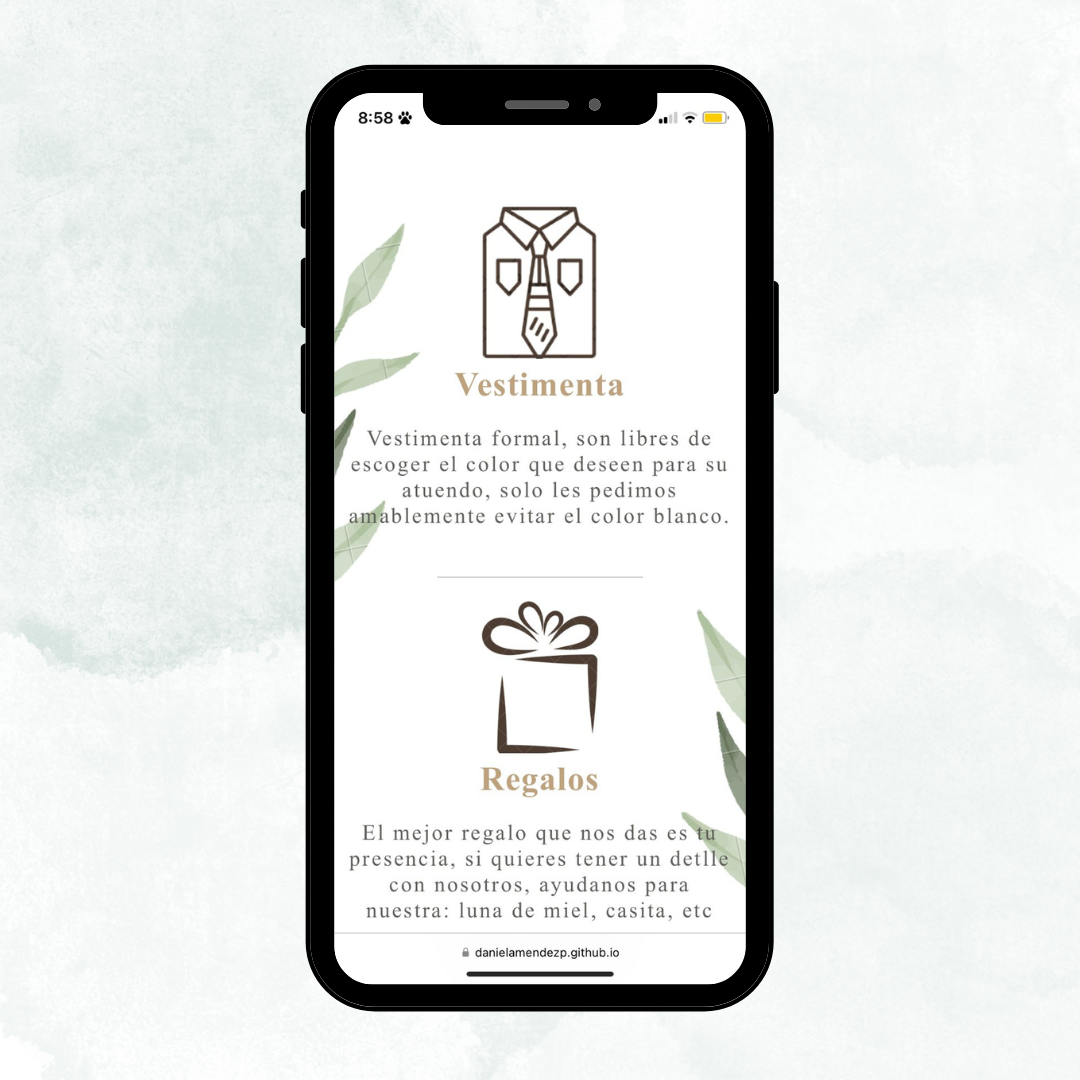 8:58
Vestimenta
Vestimenta formal, son libres de
escoger el color que deseen para su
atuendo, solo les pedimos
amablemente evitar el color blanco.
Regalos
El mejor regalo que nos das es tu
presencia, si quieres tener un detlle
con nosotros, ayudanos para
nuestra: luna de miel, casita, etc
danielamendezp.github.io